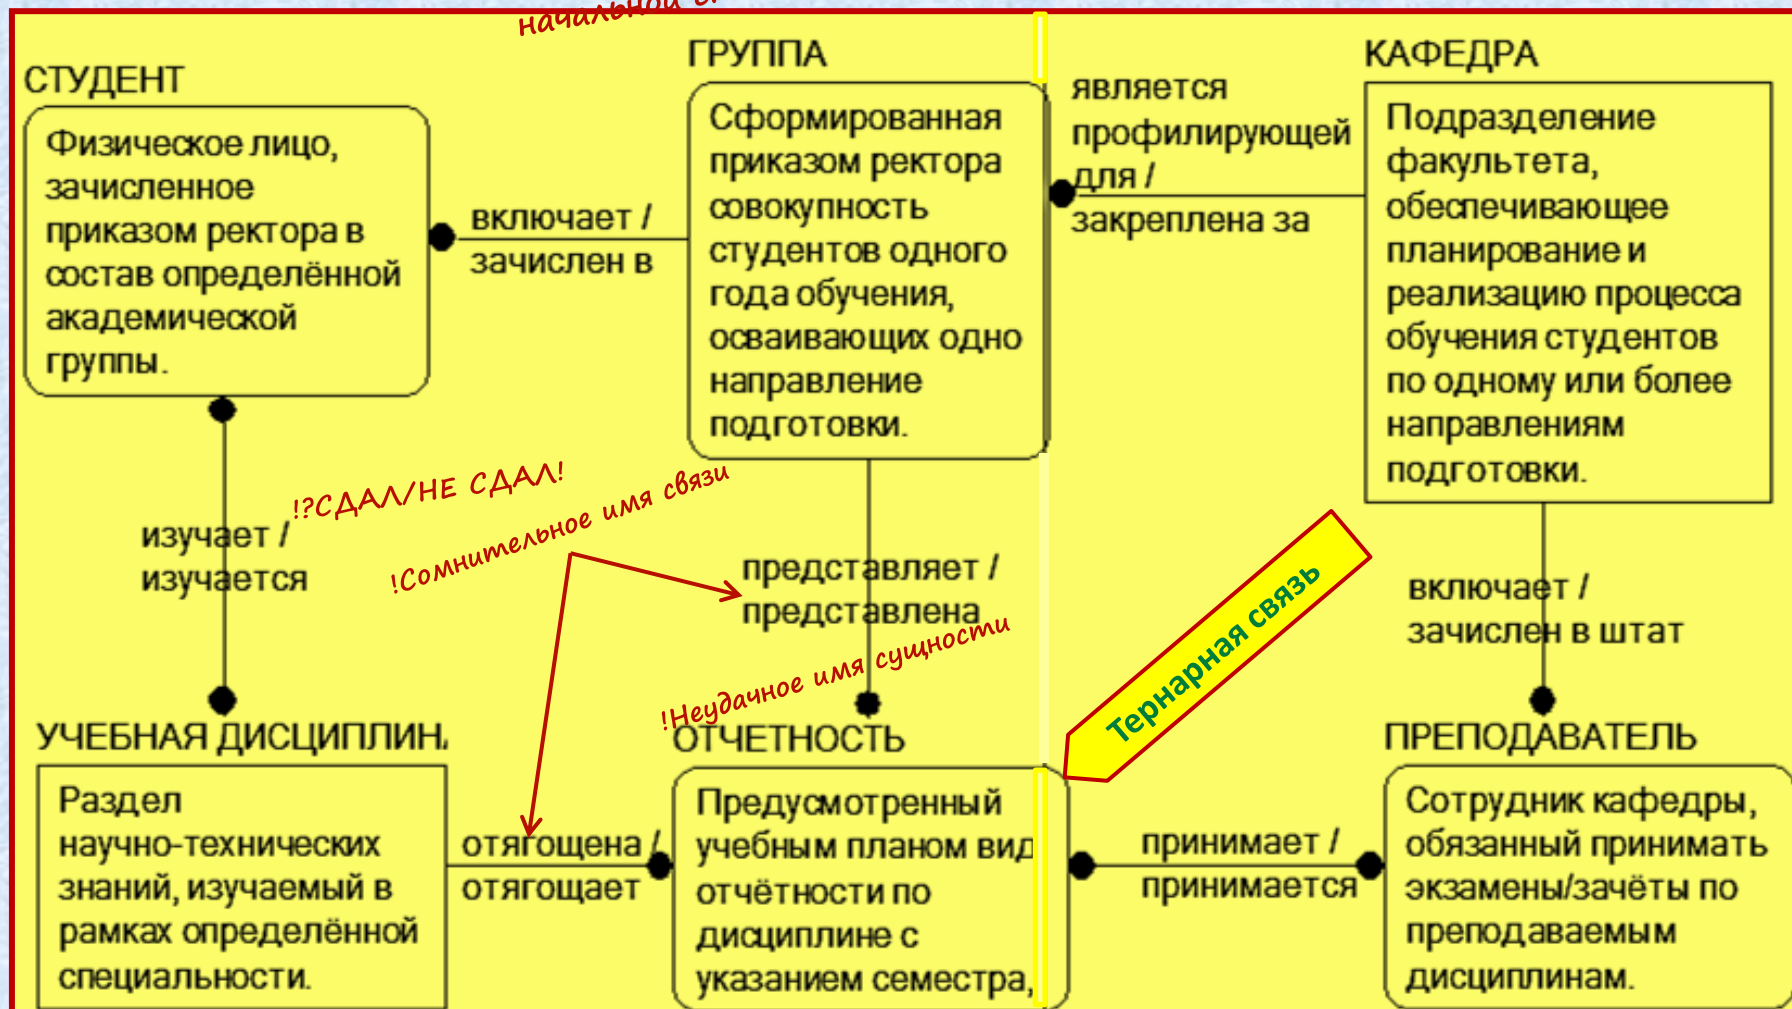 начальной
СТУДЕНТ
Физическое лицо,
зачисленное
приказом ректора в
состав определённой
академической
группы.
включает /
зачислен в
ГРУППА
Сформированная
приказом ректора
совокупность
студентов одного
года обучения,
осваивающих одно
направление
подготовки.
является
профилирующей
для /
закреплена за
КАФЕДРА
Подразделение
факультета,
обеспечивающее
планирование и
реализацию процесса
обучения студентов
по одному или более
направлениям
подготовки.
изучает /
изучается
!?СДАЛ/НЕ СДАЛ!
!Сомнительное имя связи
представляет /
представлена
!Неудачное имя сущности
Тернарная связь
включает /
зачислен в штат
УЧЕБНАЯ ДИСЦИПЛИН
Раздел
научно-технических
знаний, изучаемый в
рамках определённой
специальности.
отягощена /
отягощает
ОТЧЕТНОСТЬ
Предусмотренный
учебным планом вид
отчётности по
дисциплине с
указанием семестра,
принимает /
принимается
ПРЕПОДАВАТЕЛЬ
Сотрудник кафедры,
обязанный принимать
экзамены/зачёты по
преподаваемым
дисциплинам.